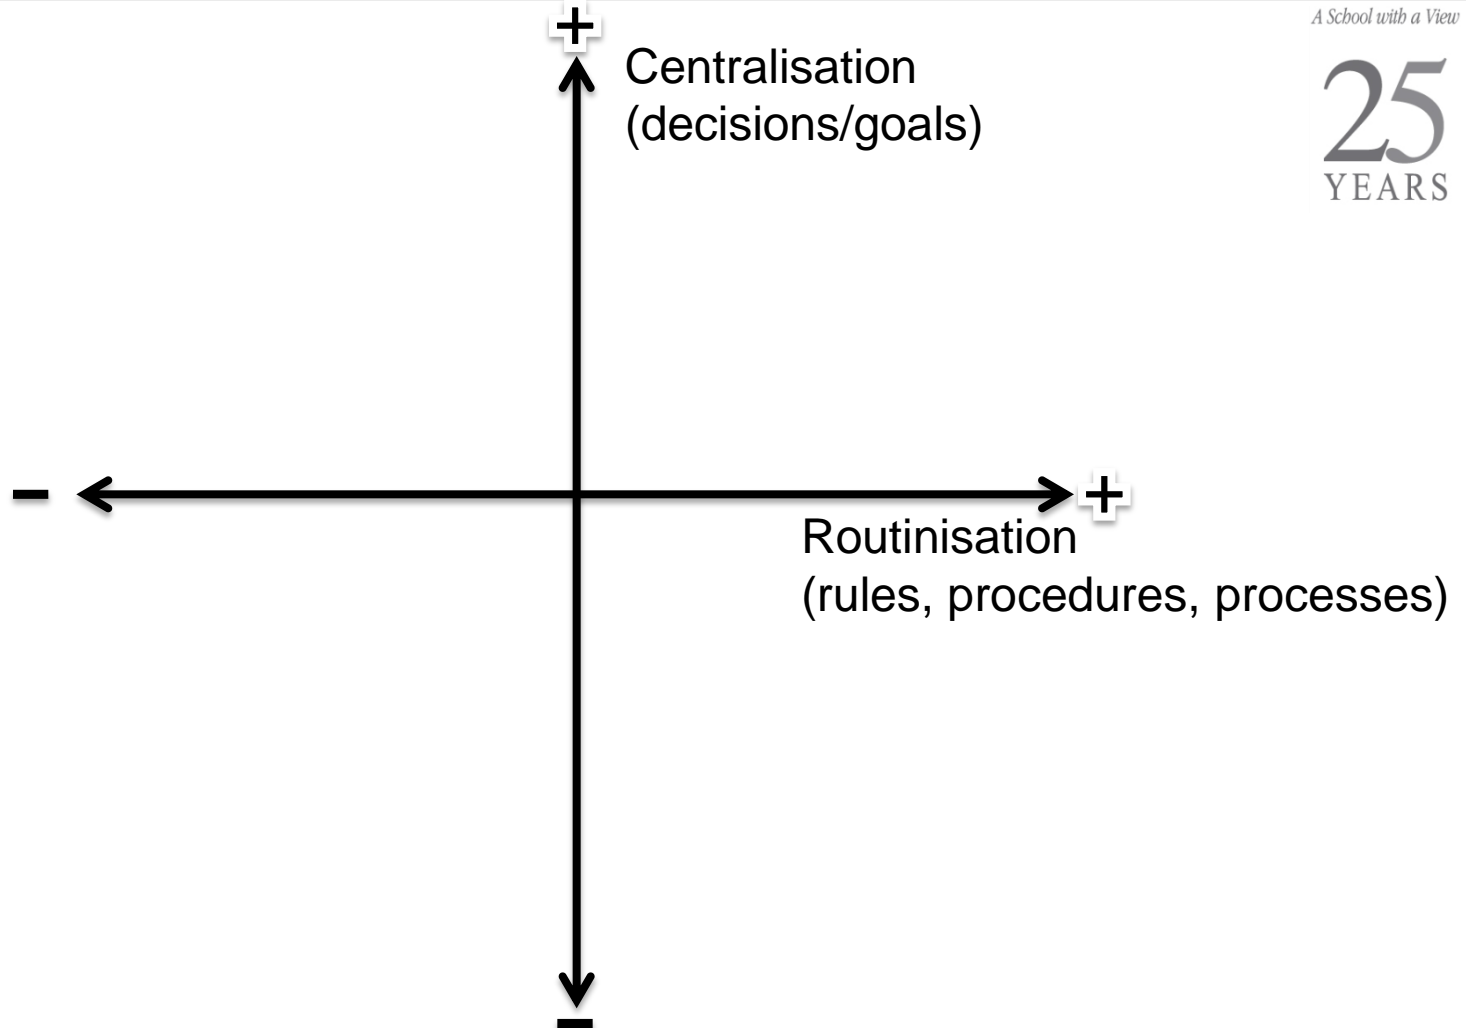 +
A School with a View
Centralisation
(decisions/goals)
25
YEARS
- +
Routinisation
(rules, procedures, processes)
-